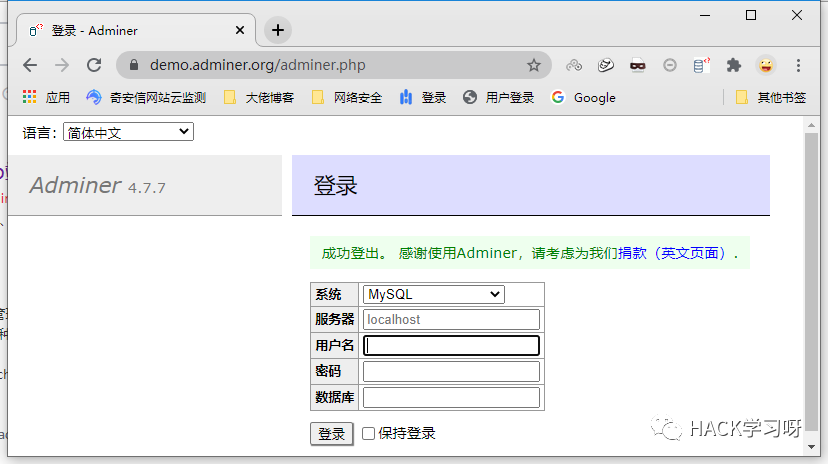 登录 - Adminer
demo.adminer.org/adminer.php
应用 奇安信网站云监测 大佬博客 网络安全 登录 用户登录 Google 其他书签
语言: 简体中文
Adminer 4.7.7
登录
成功登出。 感谢使用Adminer，请考虑为我们捐款（英文页面）.
系统 MySQL
服务器 localhost
用户名
密码
数据库
登录 保持登录
HACK学习呀